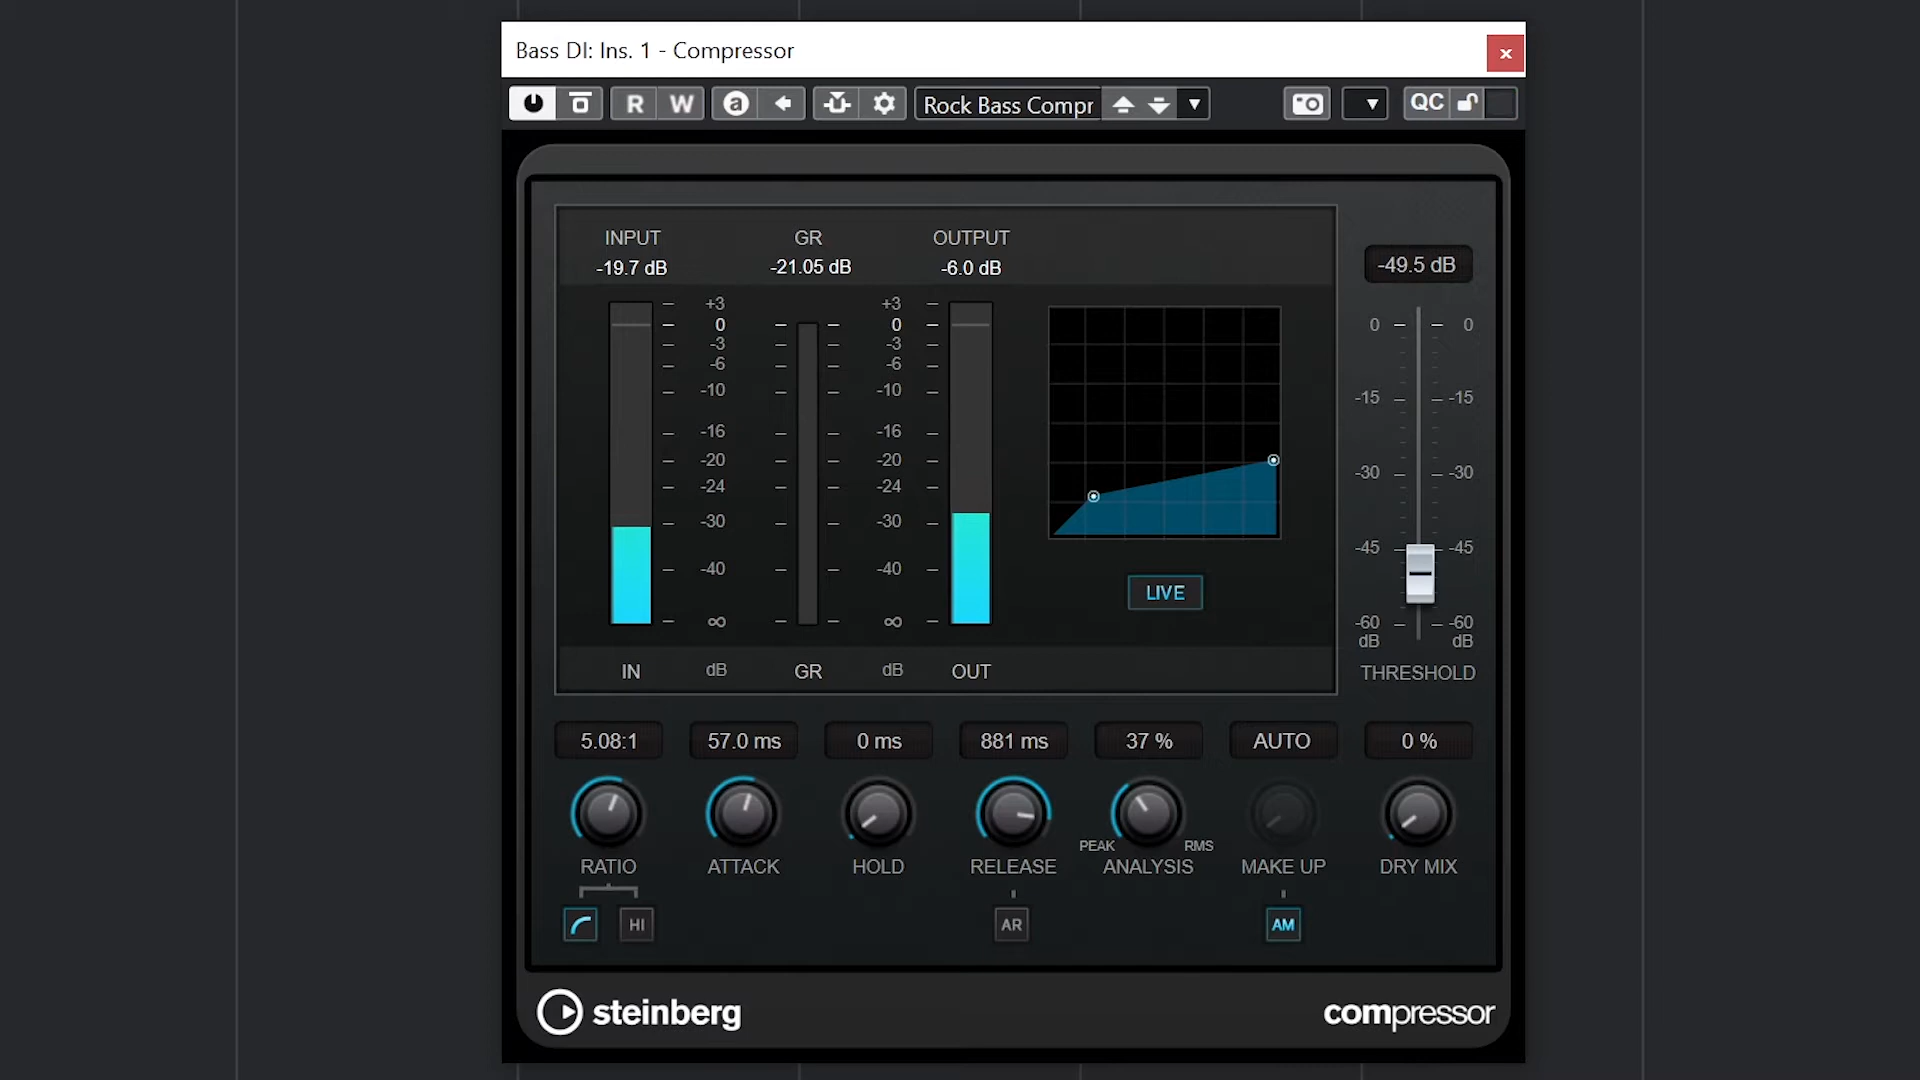 Bass DI: Ins. 1 - Compressor
x
R W a Rock Bass Compr QC
INPUT GR OUTPUT
-19.7 dB -21.05 dB -6.0 dB -49.5 dB
+3 +3
0 0 0 0
-3 -3
-6 -6
-10 -10
-15 -15
-16 -16
-20 -20
-30 -30
-24 -24
-30 -30
-45 -45
-40 -40
LIVE
∞ ∞ -60 -60
dB dB
IN dB GR dB OUT THRESHOLD
5.08:1 57.0 ms 0 ms 881 ms 37 % AUTO 0 %
PEAK RMS
RATIO ATTACK HOLD RELEASE ANALYSIS MAKE UP DRY MIX
HI AR AM
steinberg compressor